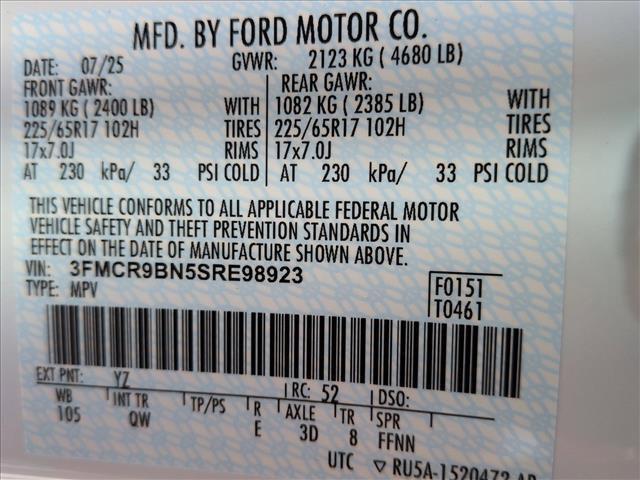 MFD. BY FORD MOTOR CO.
DATE: 07/25 GVWR: 2123 KG ( 4680 LB)
FRONT GAWR: REAR GAWR:
1089 KG ( 2400 LB) WITH 1082 KG ( 2385 LB) WITH
225/65R17 102H TIRES 225/65R17 102H TIRES
17x7.0J RIMS 17x7.0J RIMS
AT 230 kPa/ 33 PSI COLD AT 230 kPa/ 33 PSI COLD
THIS VEHICLE CONFORMS TO ALL APPLICABLE FEDERAL MOTOR
VEHICLE SAFETY AND THEFT PREVENTION STANDARDS IN
EFFECT ON THE DATE OF MANUFACTURE SHOWN ABOVE.
VIN: 3FMCR9BN5SRE98923
TYPE: MPV
F0151
T0461
EXT PNT: YZ RC: 52 DSO:
WB INT TR TP/PS R AXLE TR SPR
105 QW E 3D 8 FFNN
UTC ▽ RU5A-1520472-